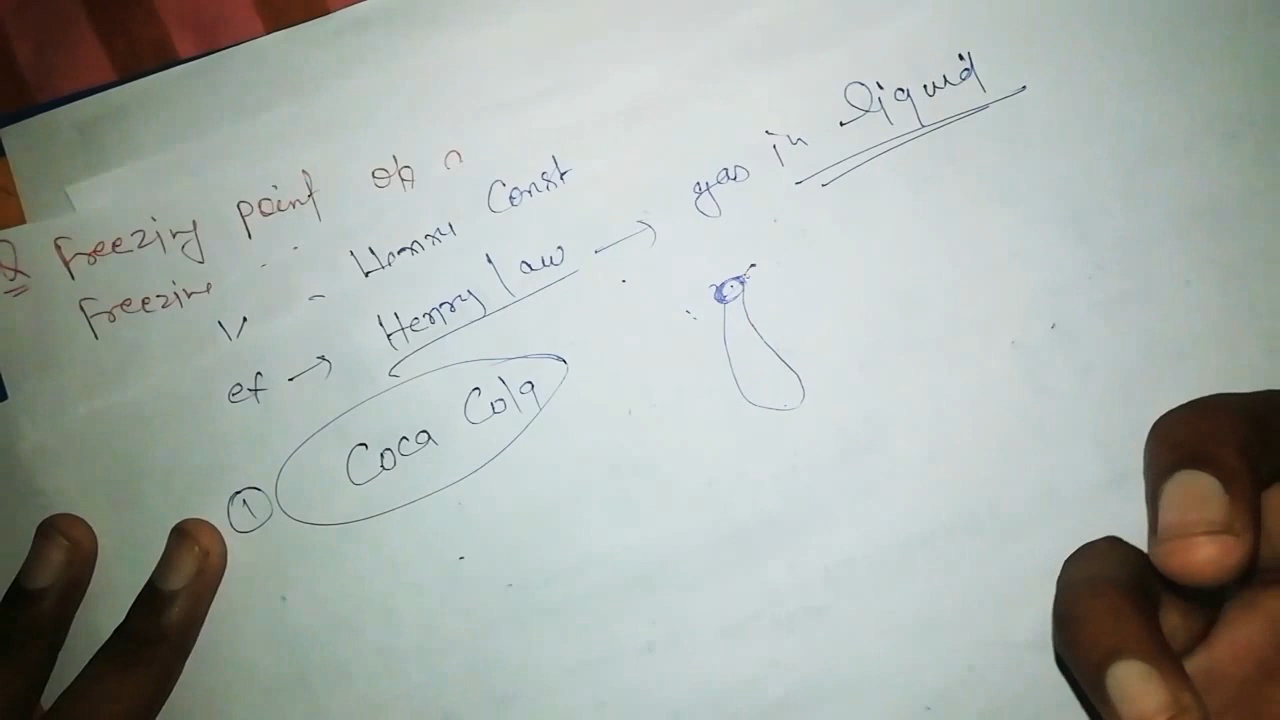 Q Freezing point of
Freezing
V - Henry Const
ef → Henry law → gas in liquid
① Coca Cola